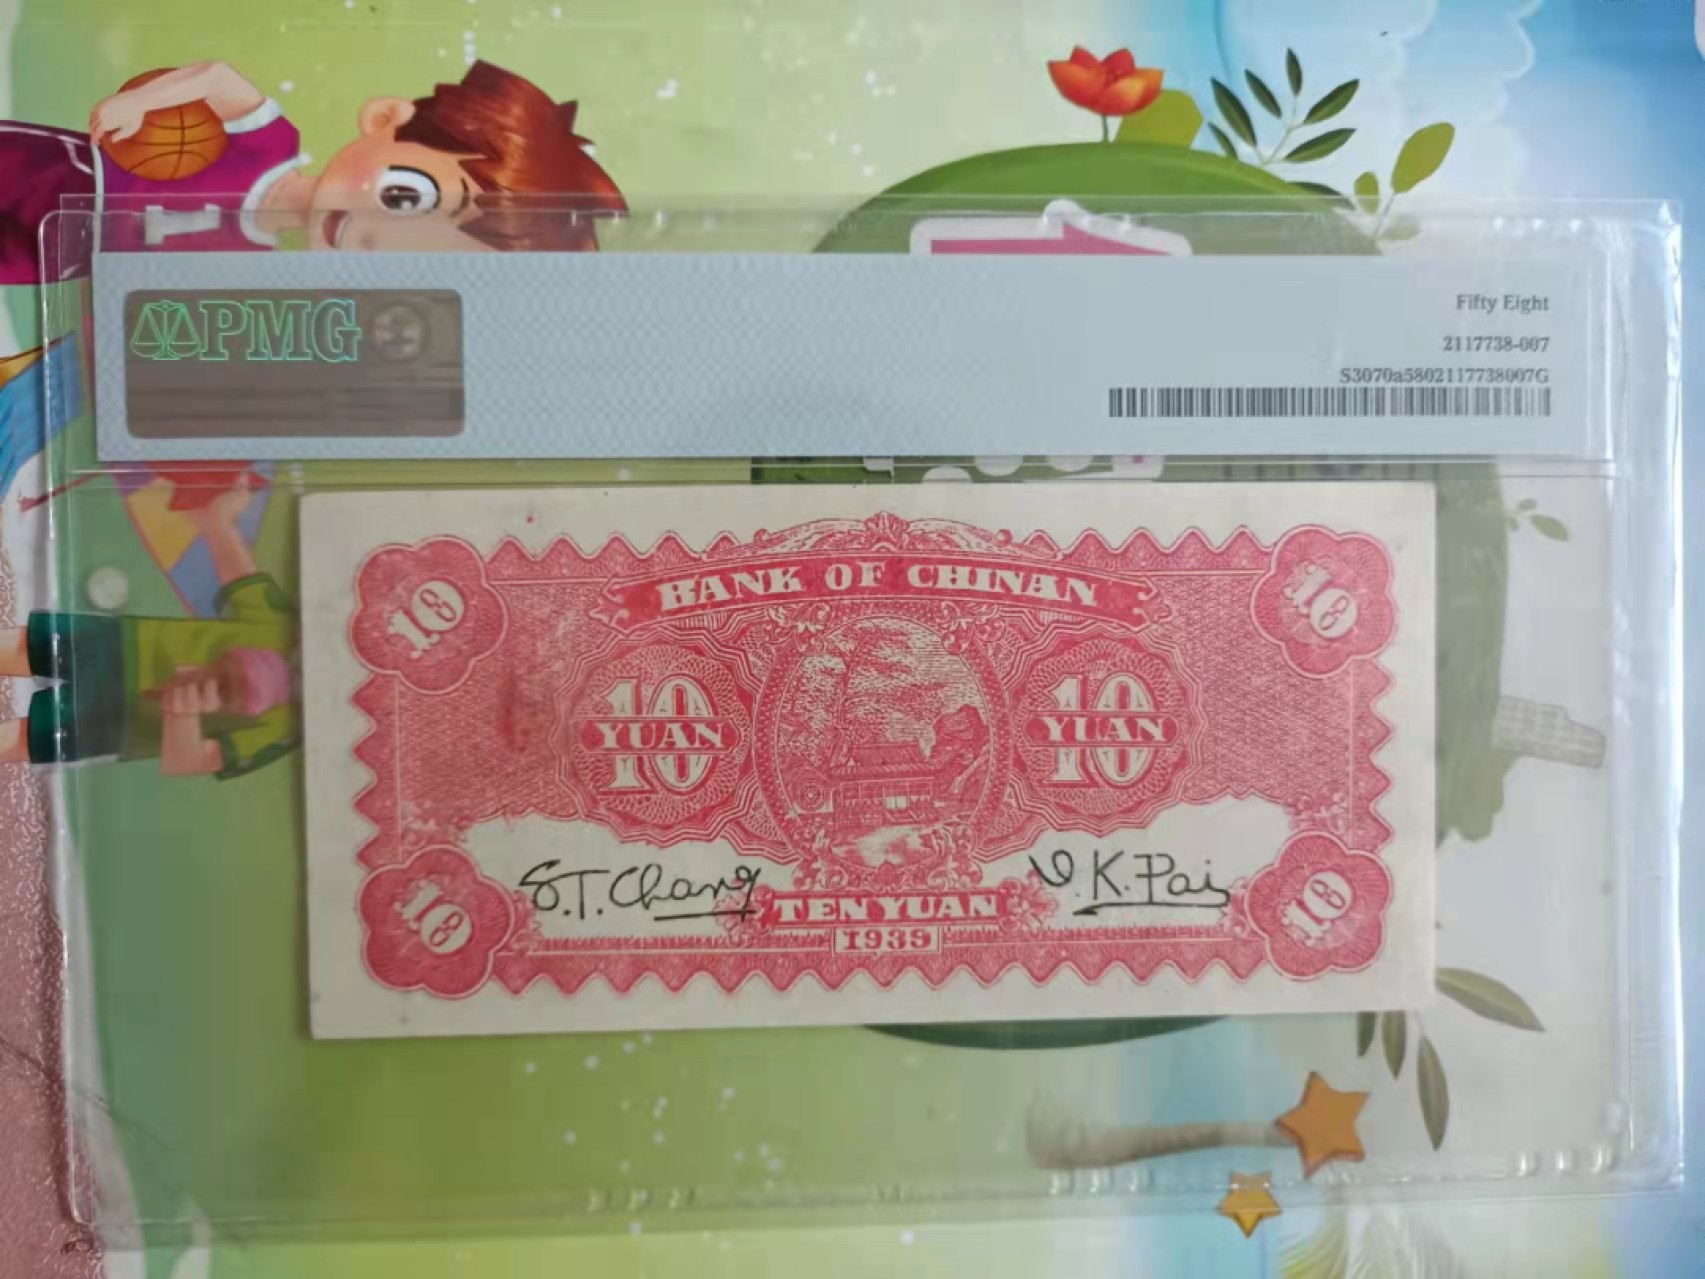 PMG
Fifty Eight
2117738-007
S3070a5802117738007G
BANK OF CHINAN
10 10
10 YUAN 10 YUAN
S.T. Chang V.K. Pai
10 TEN YUAN 10
1939